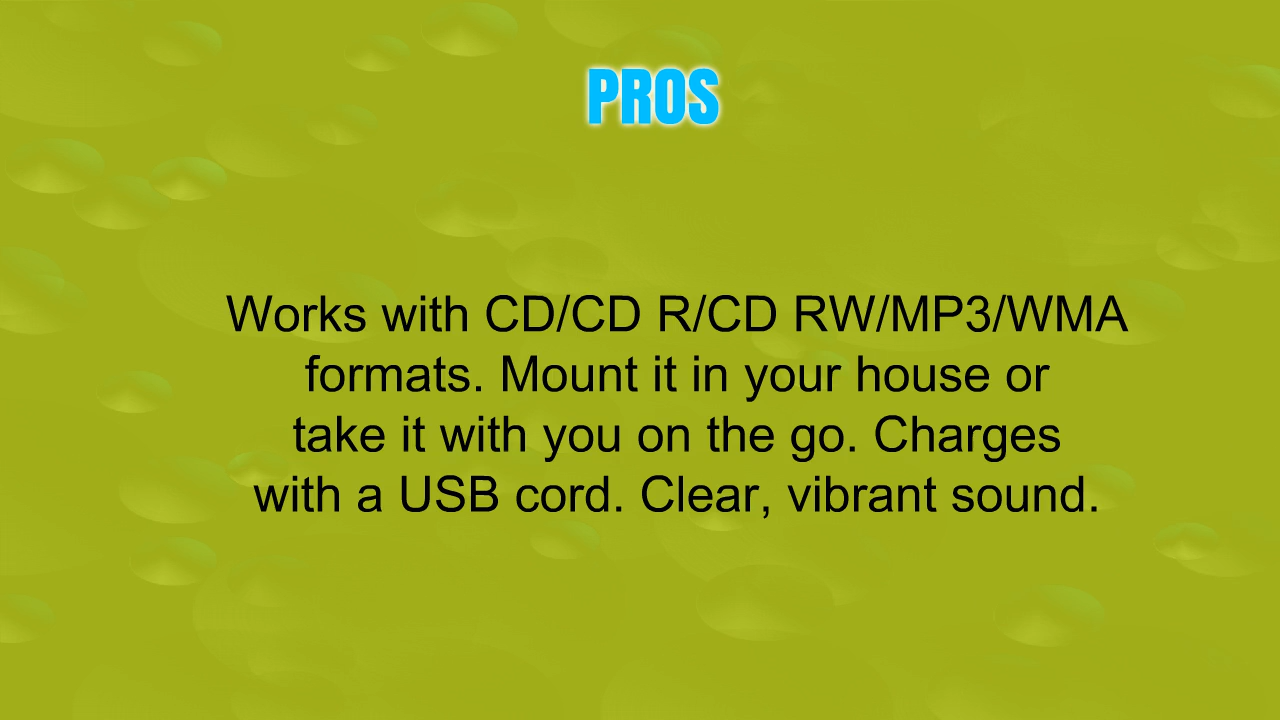 PROS
Works with CD/CD R/CD RW/MP3/WMA
formats. Mount it in your house or
take it with you on the go. Charges
with a USB cord. Clear, vibrant sound.